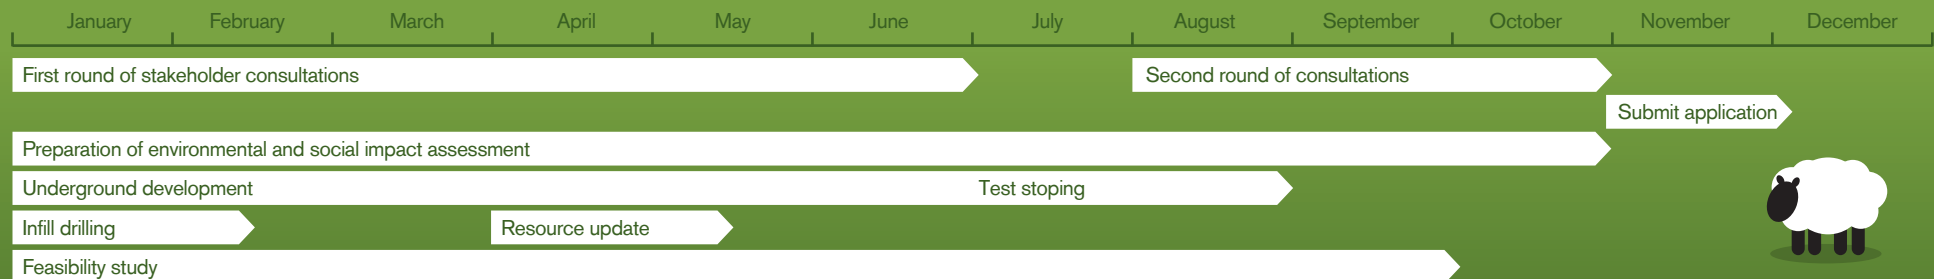 January February March April May June July August September October November December
First round of stakeholder consultations Second round of consultations
Submit application
Preparation of environmental and social impact assessment
Underground development Test stoping
Infill drilling Resource update
Feasibility study